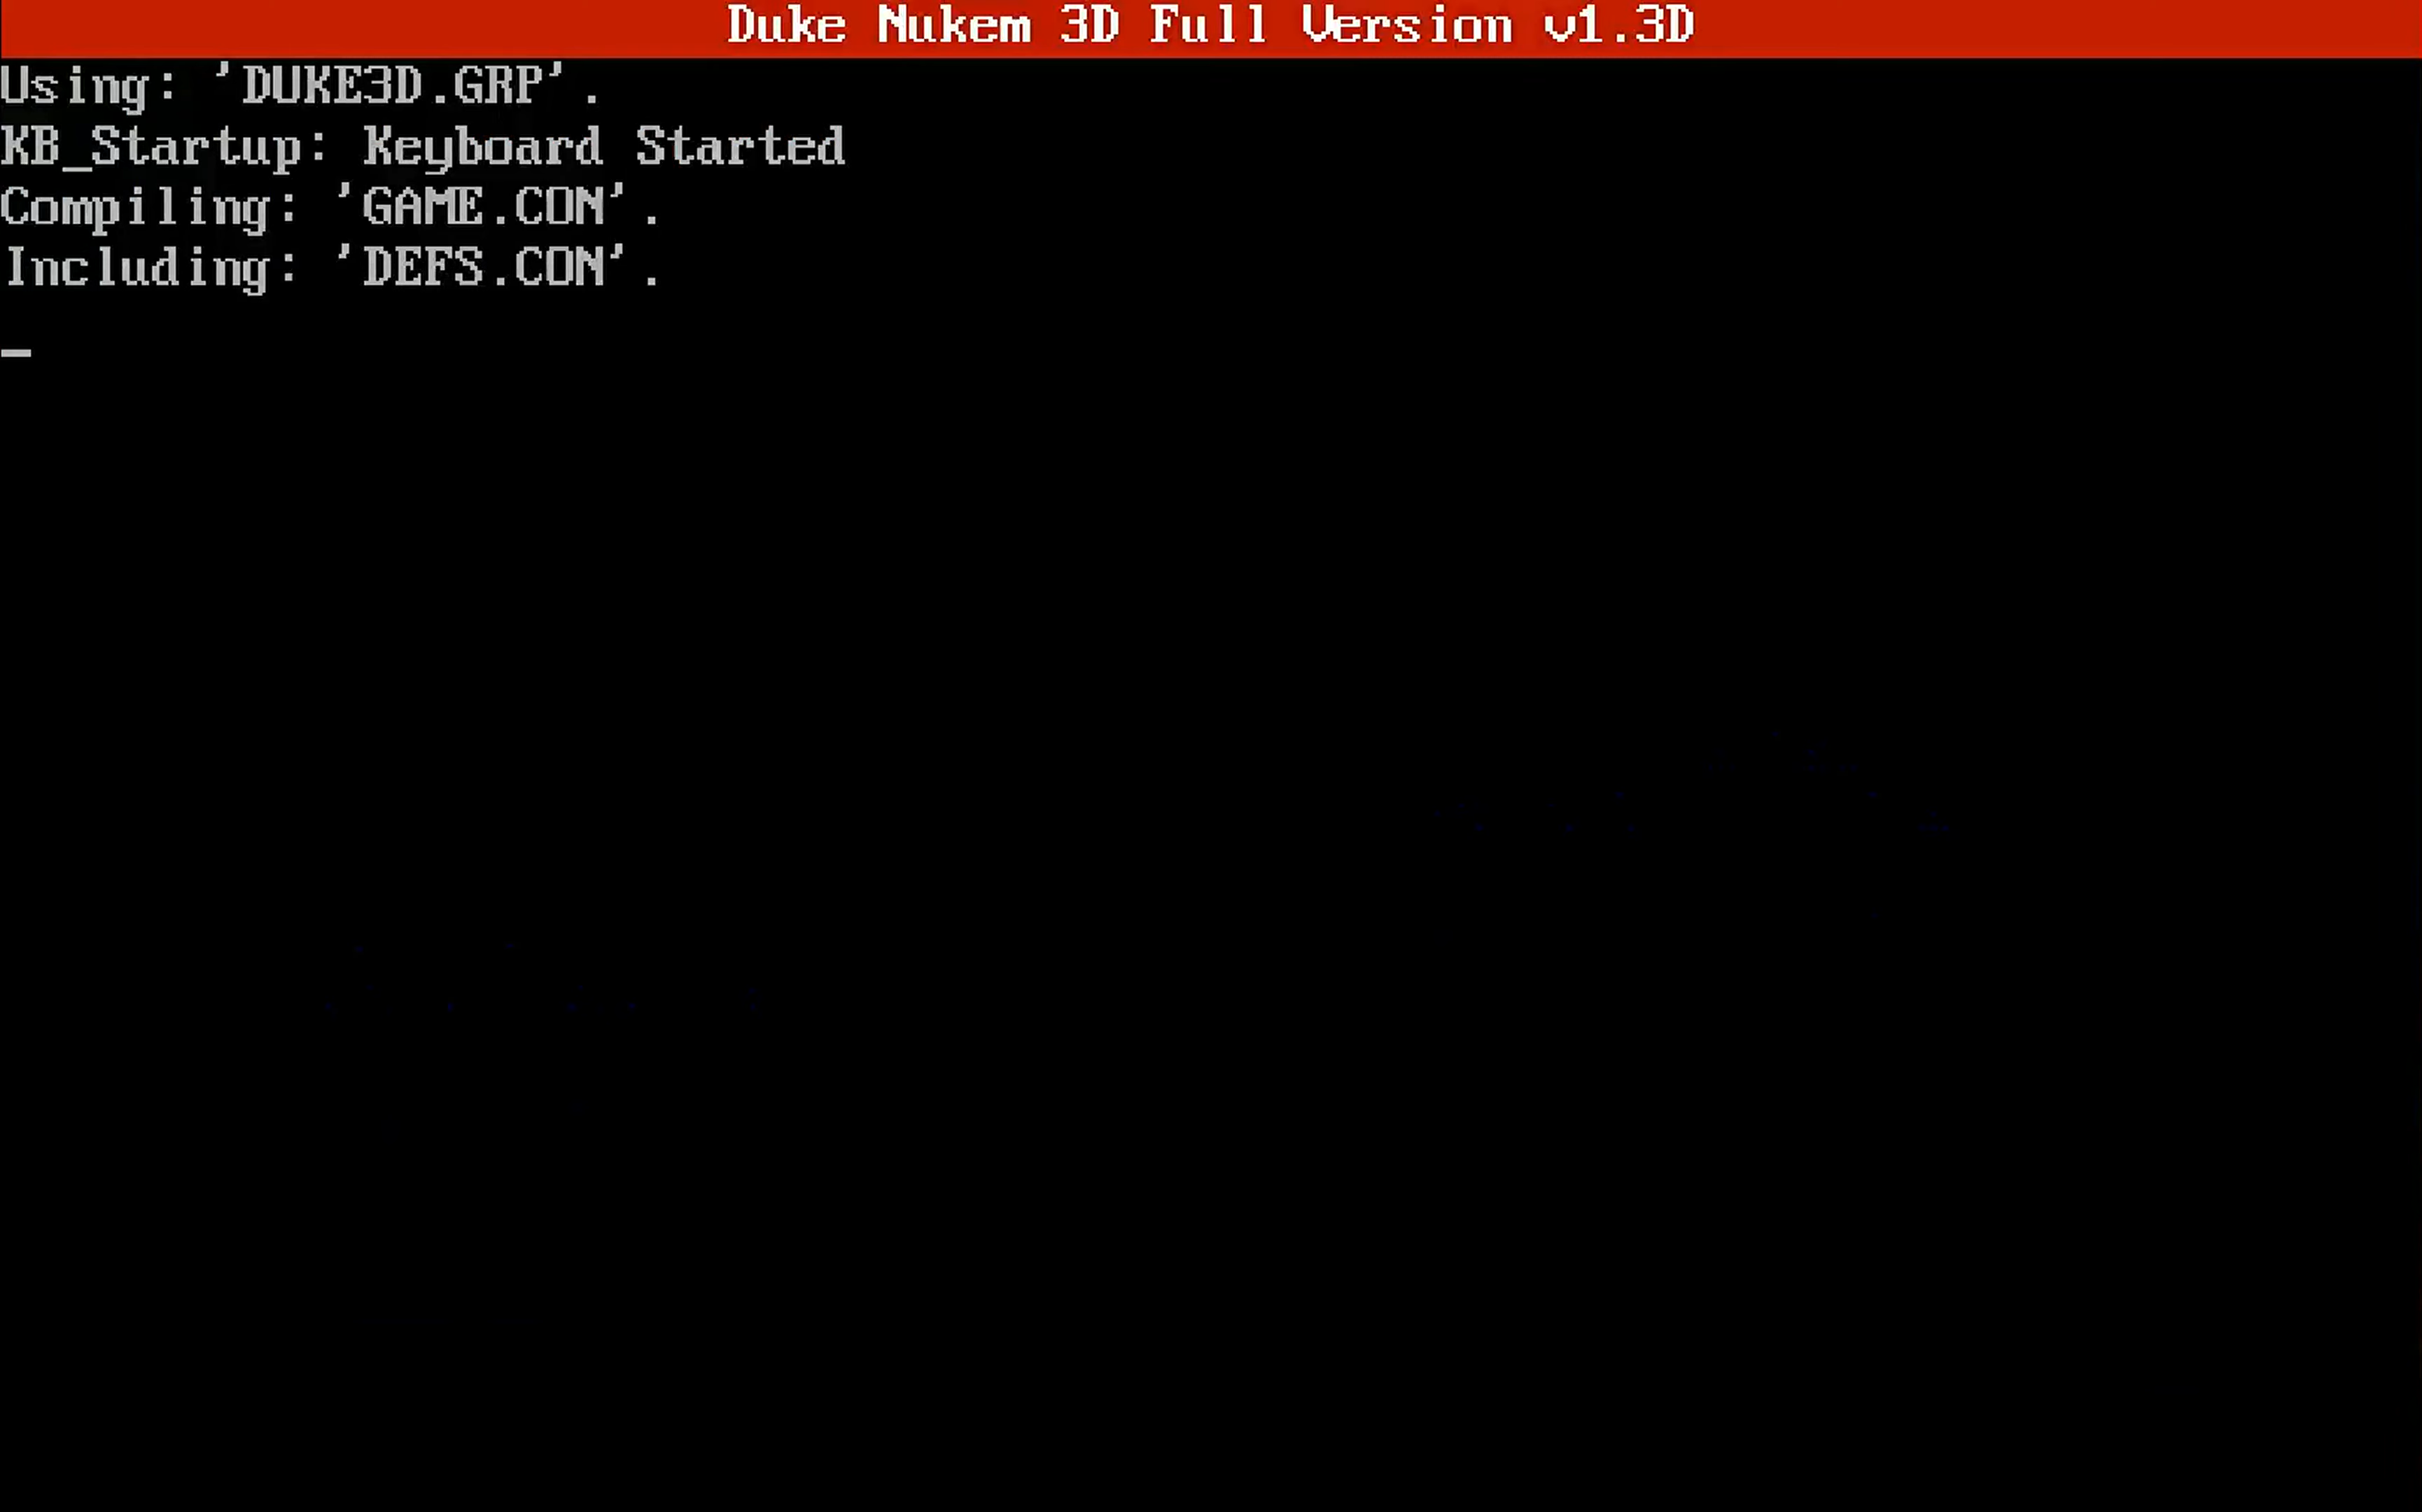 Duke Nukem 3D Full Version v1.3D
Using: 'DUKE3D.GRP'.
KB_Startup: Keyboard Started
Compiling: 'GAME.CON'.
Including: 'DEFS.CON'.
_